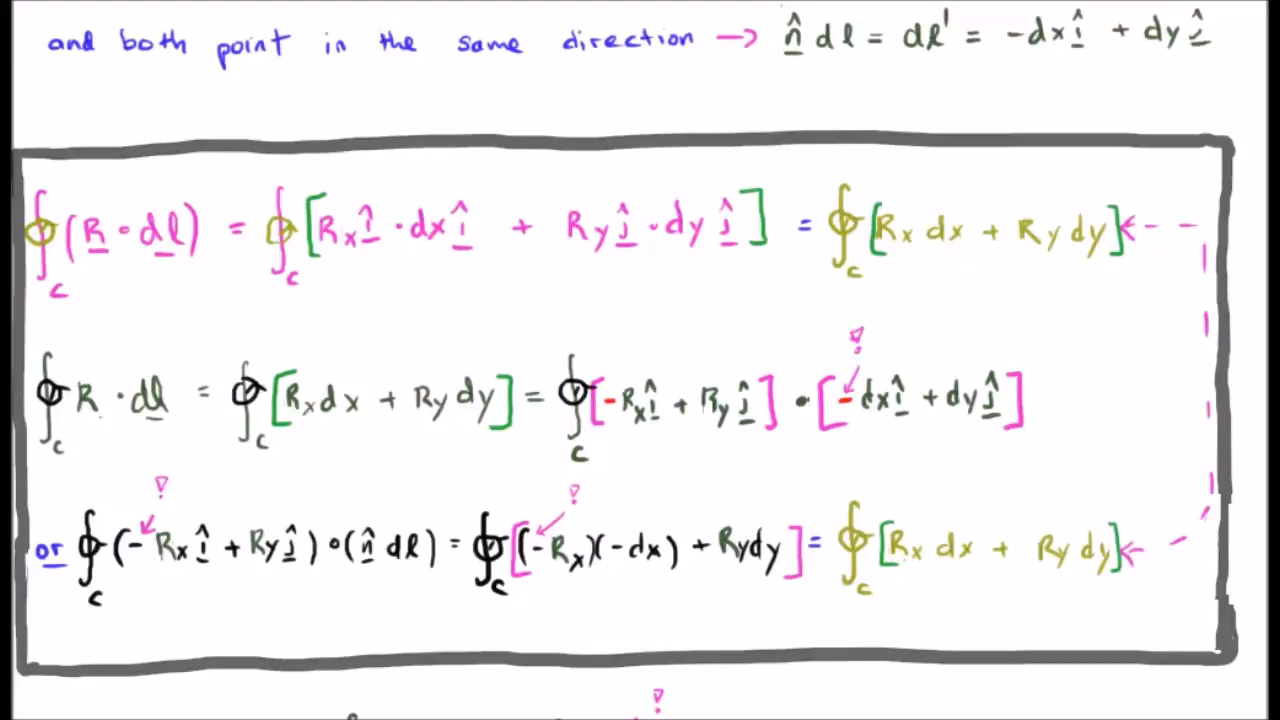 and both point in the same direction → n̂ dl = dl' = -dx î + dy ĵ
∮c (R · dl) = ∮c [Rx î · dx î + Ry ĵ · dy ĵ] = ∮c [Rx dx + Ry dy] ←
!
∮c R · dl = ∮c [Rx dx + Ry dy] = ∮c [-Rx î + Ry ĵ] · [-dx î + dy ĵ]
! !
or ∮c (-Rx î + Ry ĵ) · (n̂ dl) = ∮c [(-Rx)(-dx) + Ry dy] = ∮c [Rx dx + Ry dy] ←
!